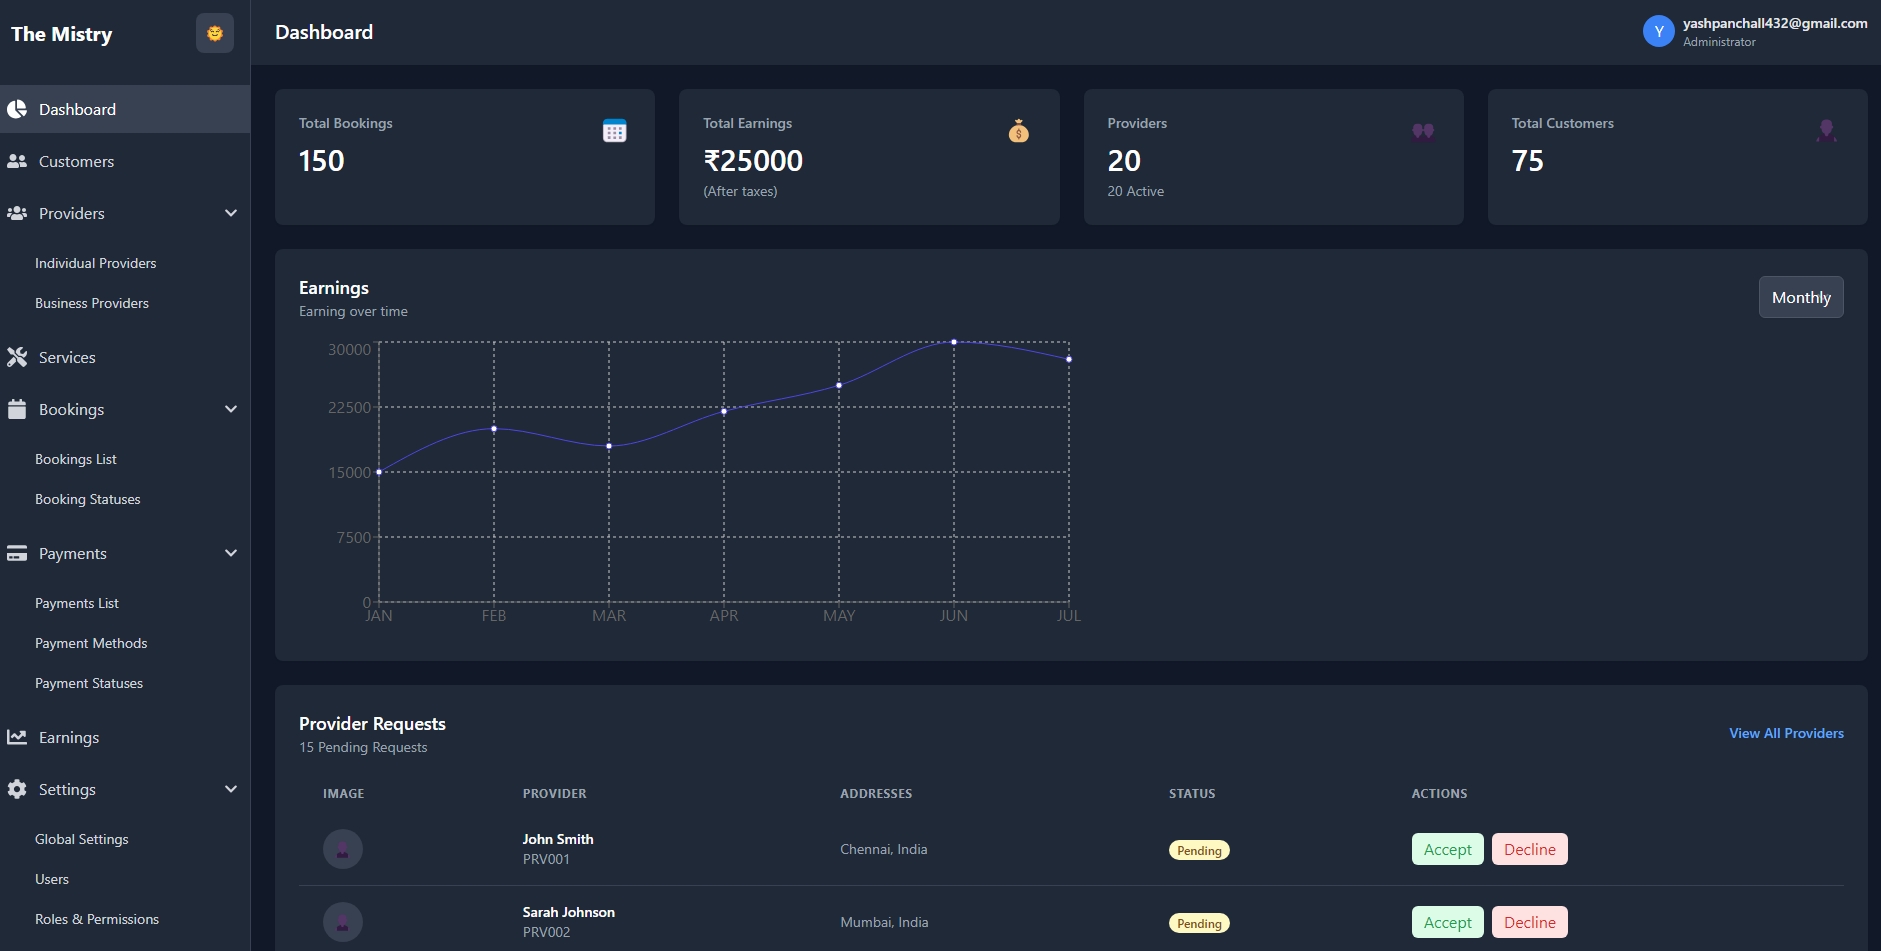 The Mistry
Dashboard
Customers
Providers
Individual Providers
Business Providers
Services
Bookings
Bookings List
Booking Statuses
Payments
Payments List
Payment Methods
Payment Statuses
Earnings
Settings
Global Settings
Users
Roles & Permissions
Dashboard
Y
yashpanchall432@gmail.com
Administrator
Total Bookings
150
Total Earnings
₹25000
(After taxes)
Providers
20
20 Active
Total Customers
75
Earnings
Earning over time
Monthly
30000
22500
15000
7500
0
JAN FEB MAR APR MAY JUN JUL
Provider Requests
15 Pending Requests
View All Providers
IMAGE PROVIDER ADDRESSES STATUS ACTIONS
John Smith
PRV001
Chennai, India
Pending
Accept Decline
Sarah Johnson
PRV002
Mumbai, India
Pending
Accept Decline